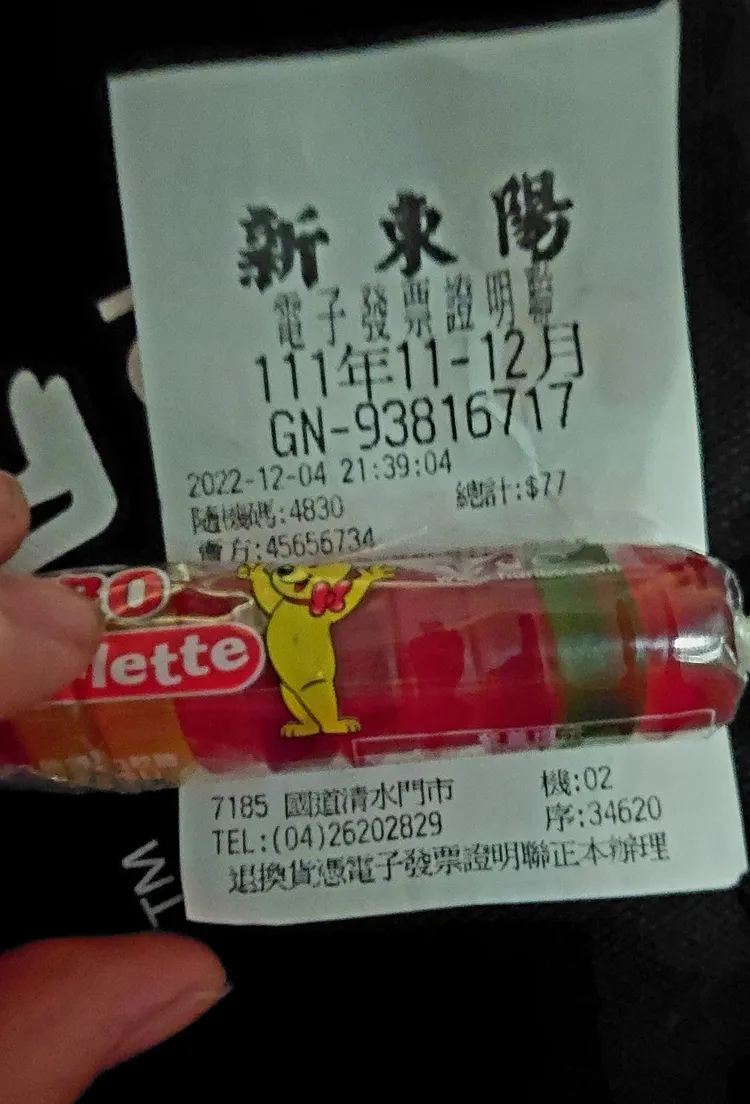 新東陽
電子發票證明聯
111年11-12月
GN-93816717
2022-12-04 21:39:04
隨機碼:4830 總計:$77
賣方:45656734
lette
7185 國道清水門市 機:02
TEL:(04)26202829 序:34620
退換貨憑電子發票證明聯正本辦理
TM